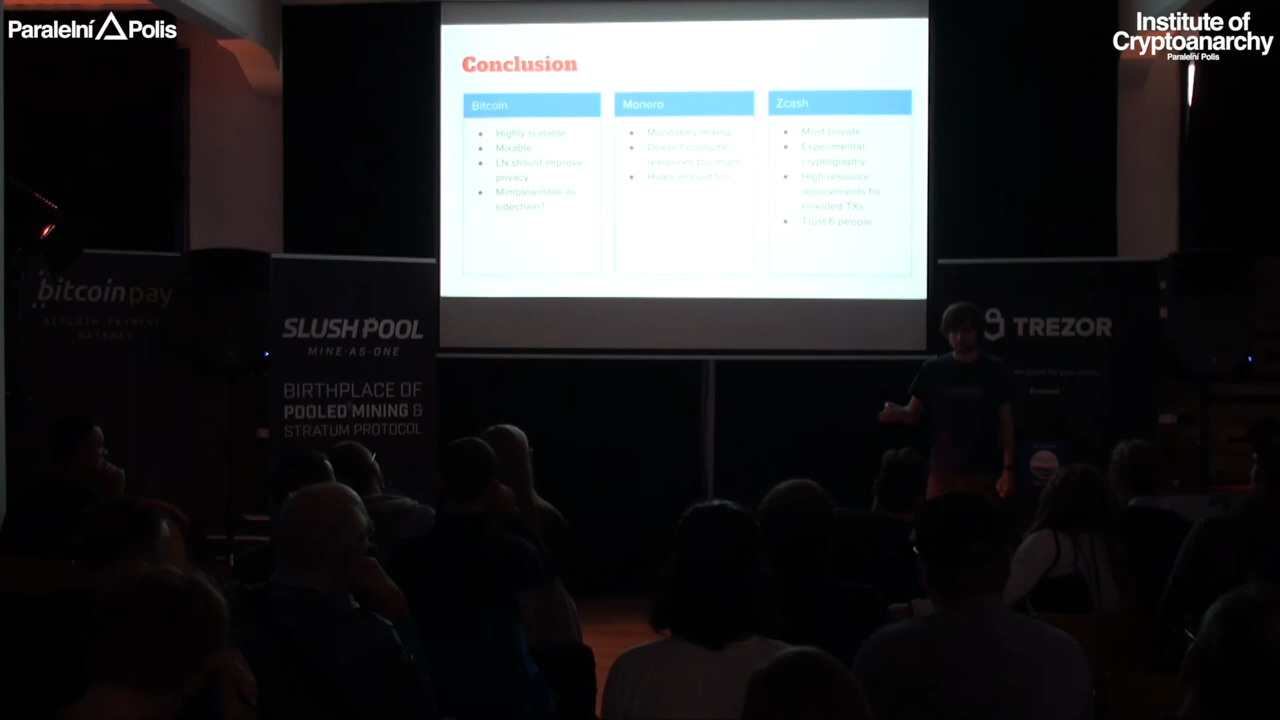 Paralelní Polis
Institute of
Cryptoanarchy
Paralelní Polis
Conclusion
Bitcoin
Highly scalable
Mixable
LN should improve
privacy
Mimblewimble as
sidechain?
Monero
Mandatory mixing
Doesn't consume
resources too much
Hides amount too
Zcash
Most private
Experimental
cryptography
High resource
requirements for
shielded TXs
Trust 6 people
bitcoinpay
BITCOIN PAYMENT
GATEWAY
SLUSH POOL
MINE·AS·ONE
BIRTHPLACE OF
POOLED MINING &
STRATUM PROTOCOL
TREZOR